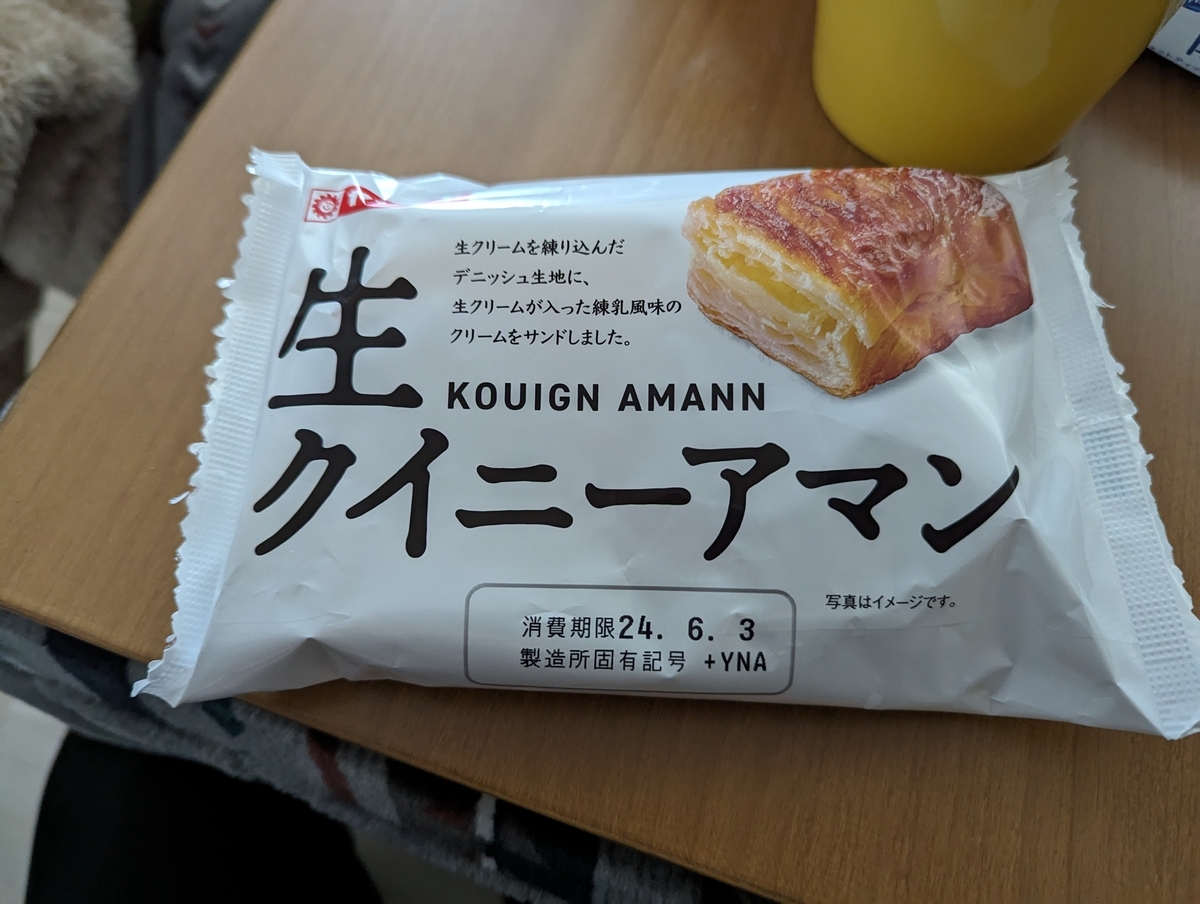 生クリームを練り込んだ
デニッシュ生地に、
生クリームが入った練乳風味の
クリームをサンドしました。
生
KOUIGN AMANN
クイニーアマン
写真はイメージです。
消費期限24. 6. 3
製造所固有記号 +YNA